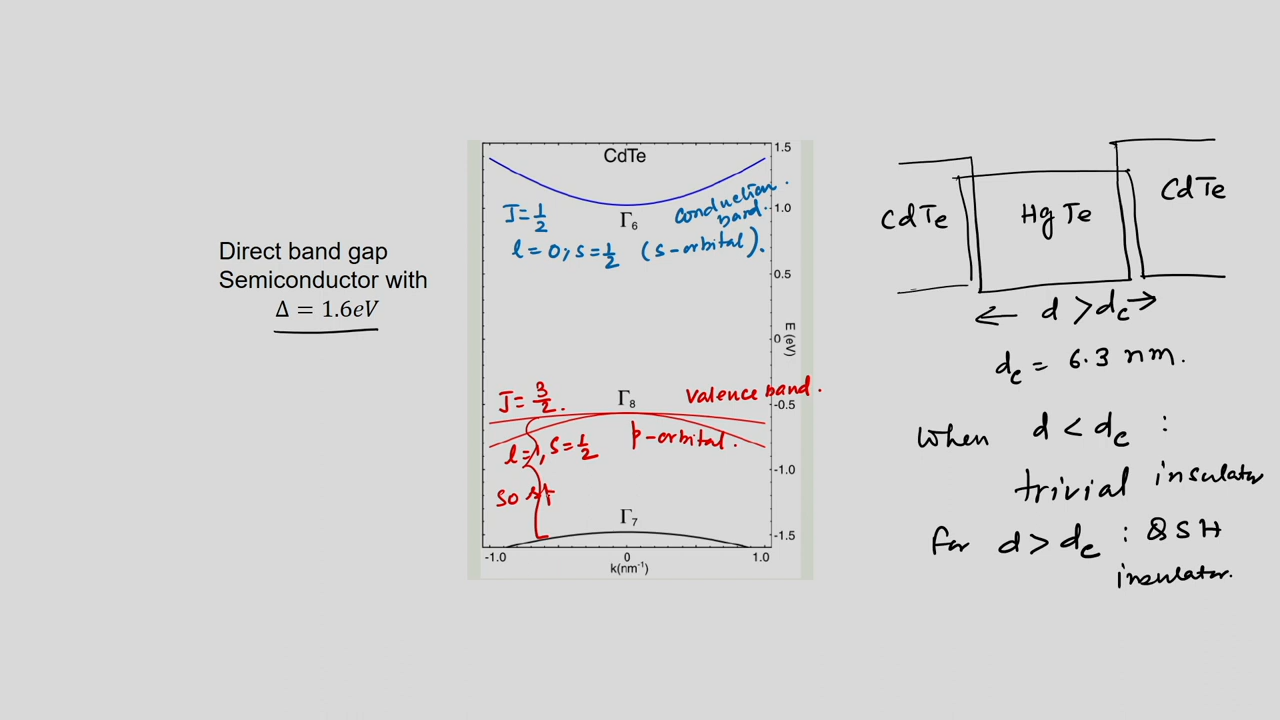 Direct band gap
Semiconductor with
Δ = 1.6eV
CdTe
1.5
1.0
0.5
0
-0.5
-1.0
-1.5
E (eV)
Γ6
J=1/2
conduction band.
l = 0, s = 1/2 (s-orbital).
Γ8
J = 3/2.
valence band.
l = 1, s = 1/2
p-orbital.
so
Γ7
-1.0 0 1.0
k(nm-1)
CdTe
HgTe
CdTe
← d > dc →
dc = 6.3 nm.
When d < dc :
trivial insulator
for d > dc : QSH
insulator.